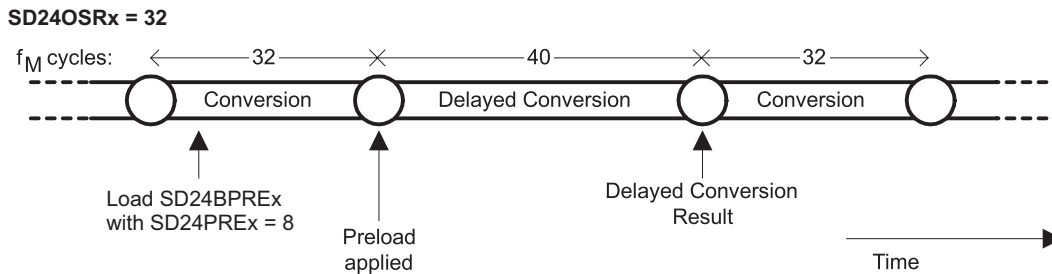 SD24OSRx = 32
fM cycles:
32
40
32
Conversion
Delayed Conversion
Conversion
Load SD24BPREx
with SD24PREx = 8
Preload
applied
Delayed Conversion
Result
Time